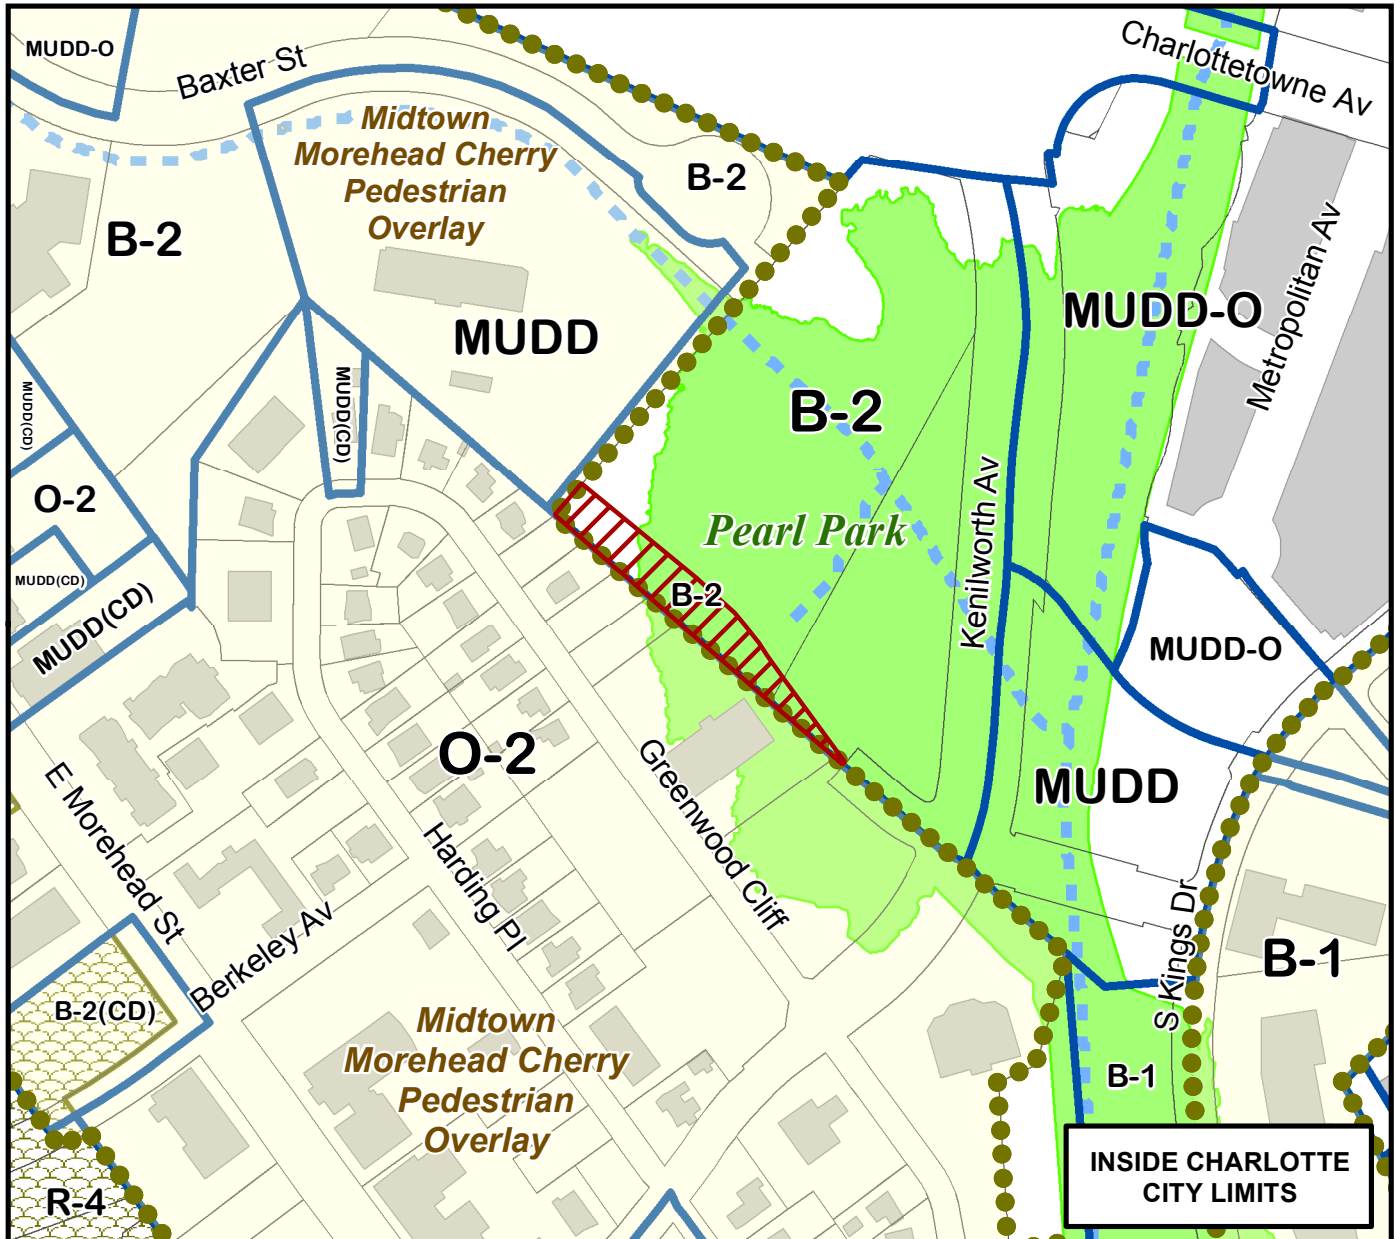 MUDD-O
Baxter St
Charlottetowne Av
Midtown
Morehead Cherry
Pedestrian
Overlay
B-2
B-2
Metropolitan Av
MUDD-O
MUDD
MUDD(CD)
MUDD(CD)
B-2
O-2
Kenilworth Av
Pearl Park
MUDD(CD)
B-2
MUDD(CD)
MUDD-O
O-2
MUDD
E Morehead St
Greenwood Cliff
Harding Pl
Berkeley Av
S Kings Dr
B-1
B-2(CD)
Midtown
Morehead Cherry
Pedestrian
Overlay
B-1
INSIDE CHARLOTTE
CITY LIMITS
R-4